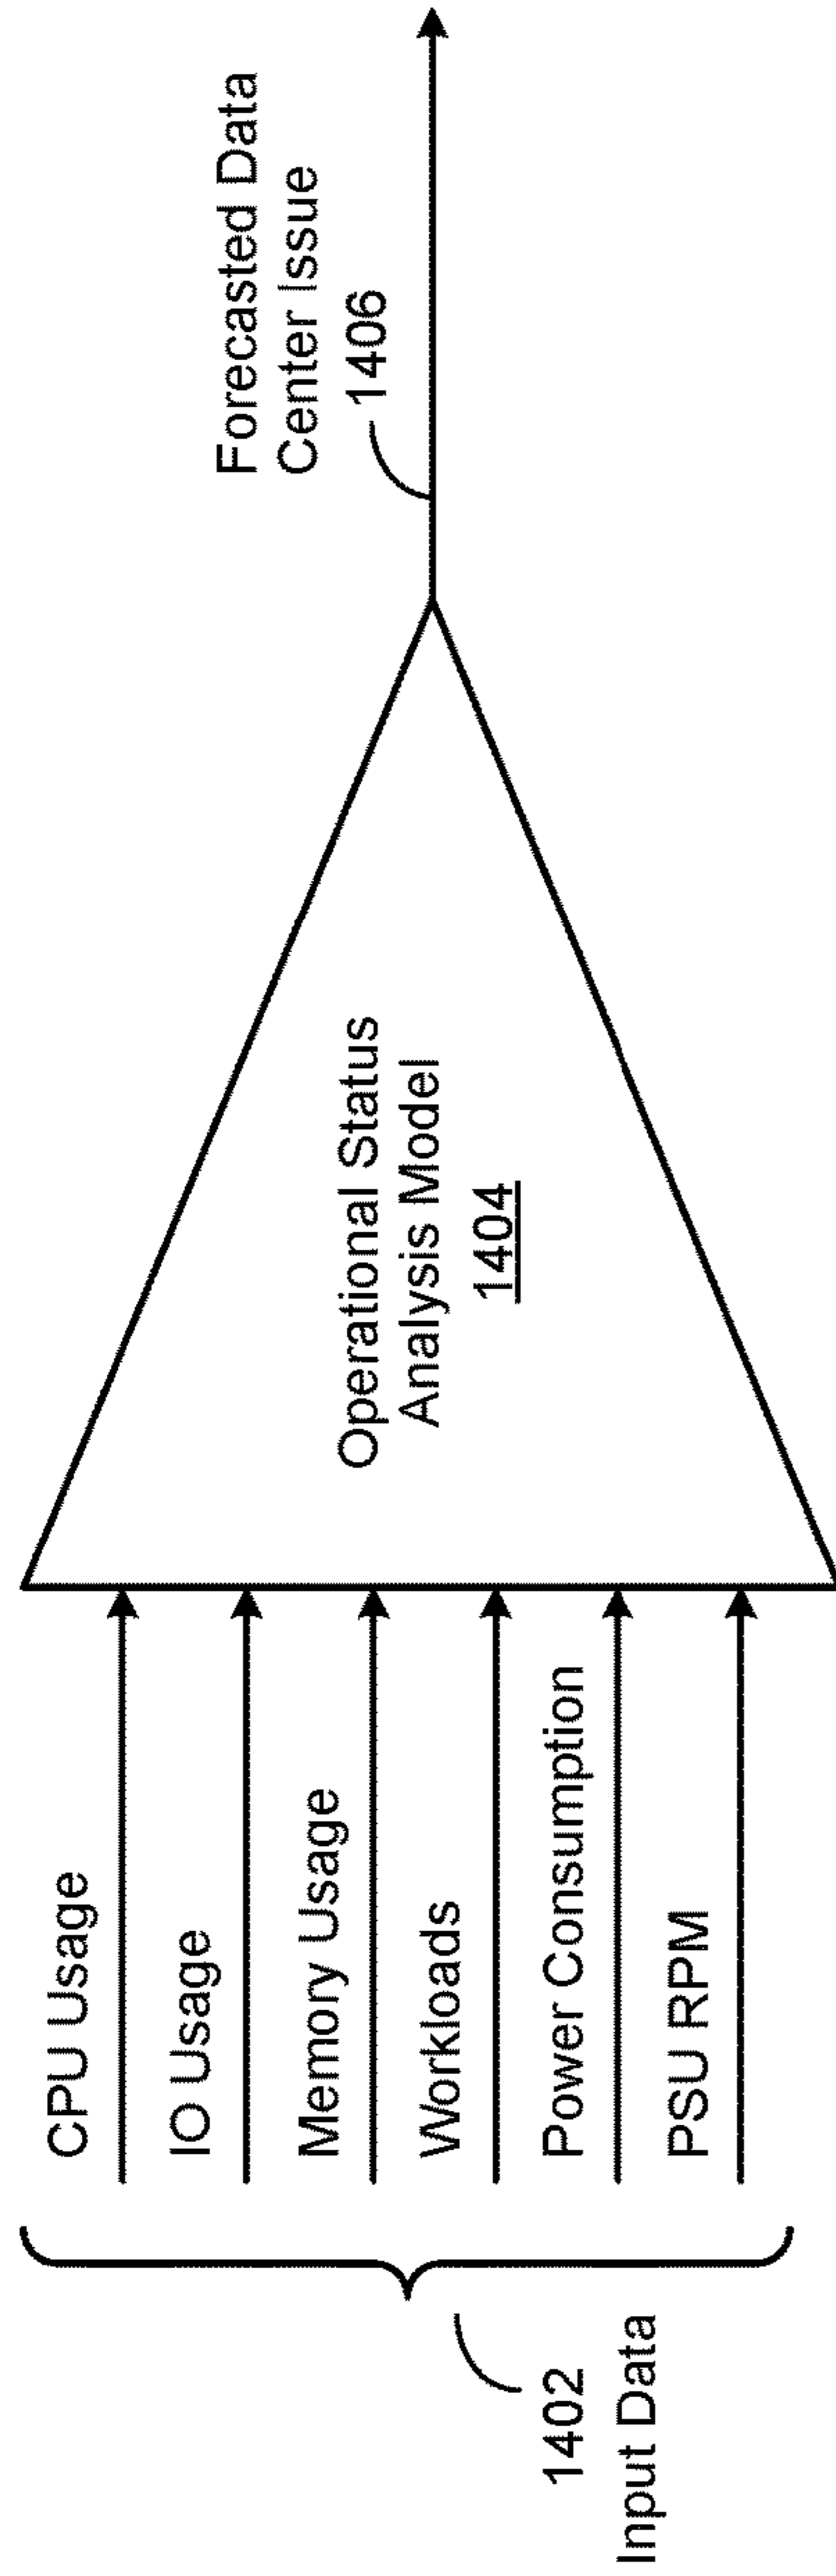 CPU Usage
IO Usage
Memory Usage
Workloads
Power Consumption
PSU RPM
1402
Input Data
Operational Status
Analysis Model
1404
Forecasted Data
Center Issue
1406